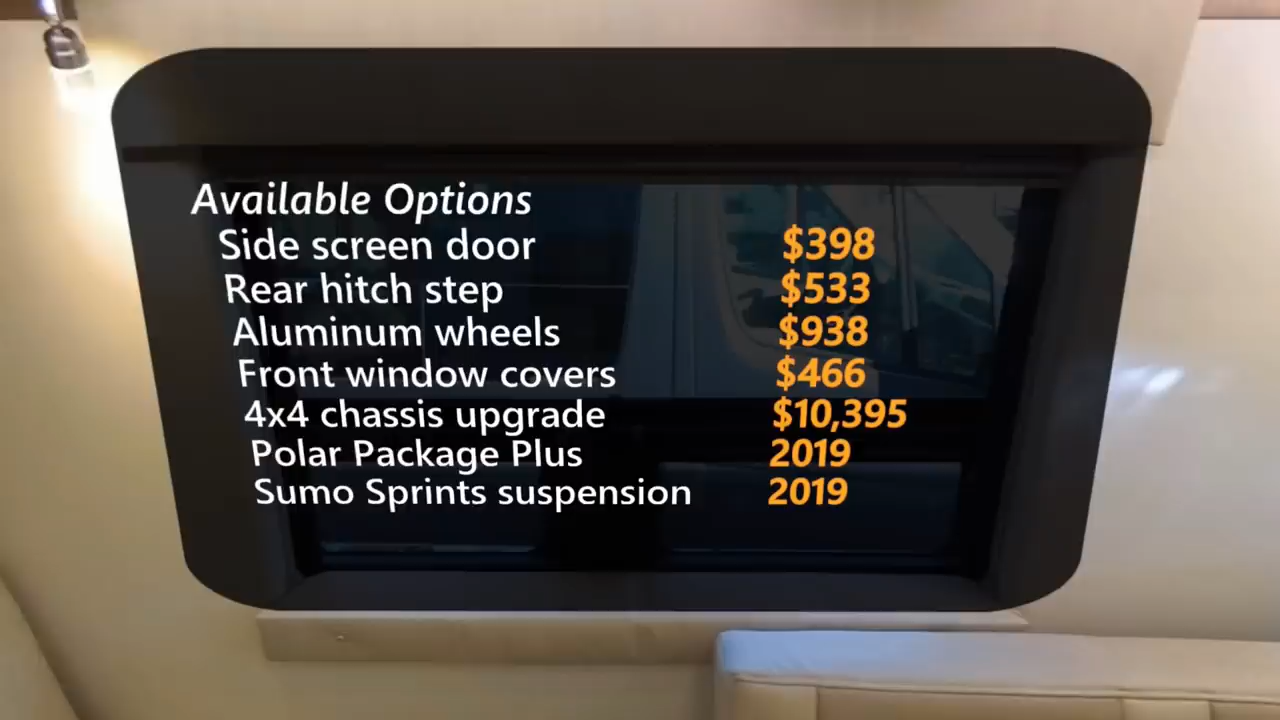 Available Options
Side screen door $398
Rear hitch step $533
Aluminum wheels $938
Front window covers $466
4x4 chassis upgrade $10,395
Polar Package Plus 2019
Sumo Sprints suspension 2019